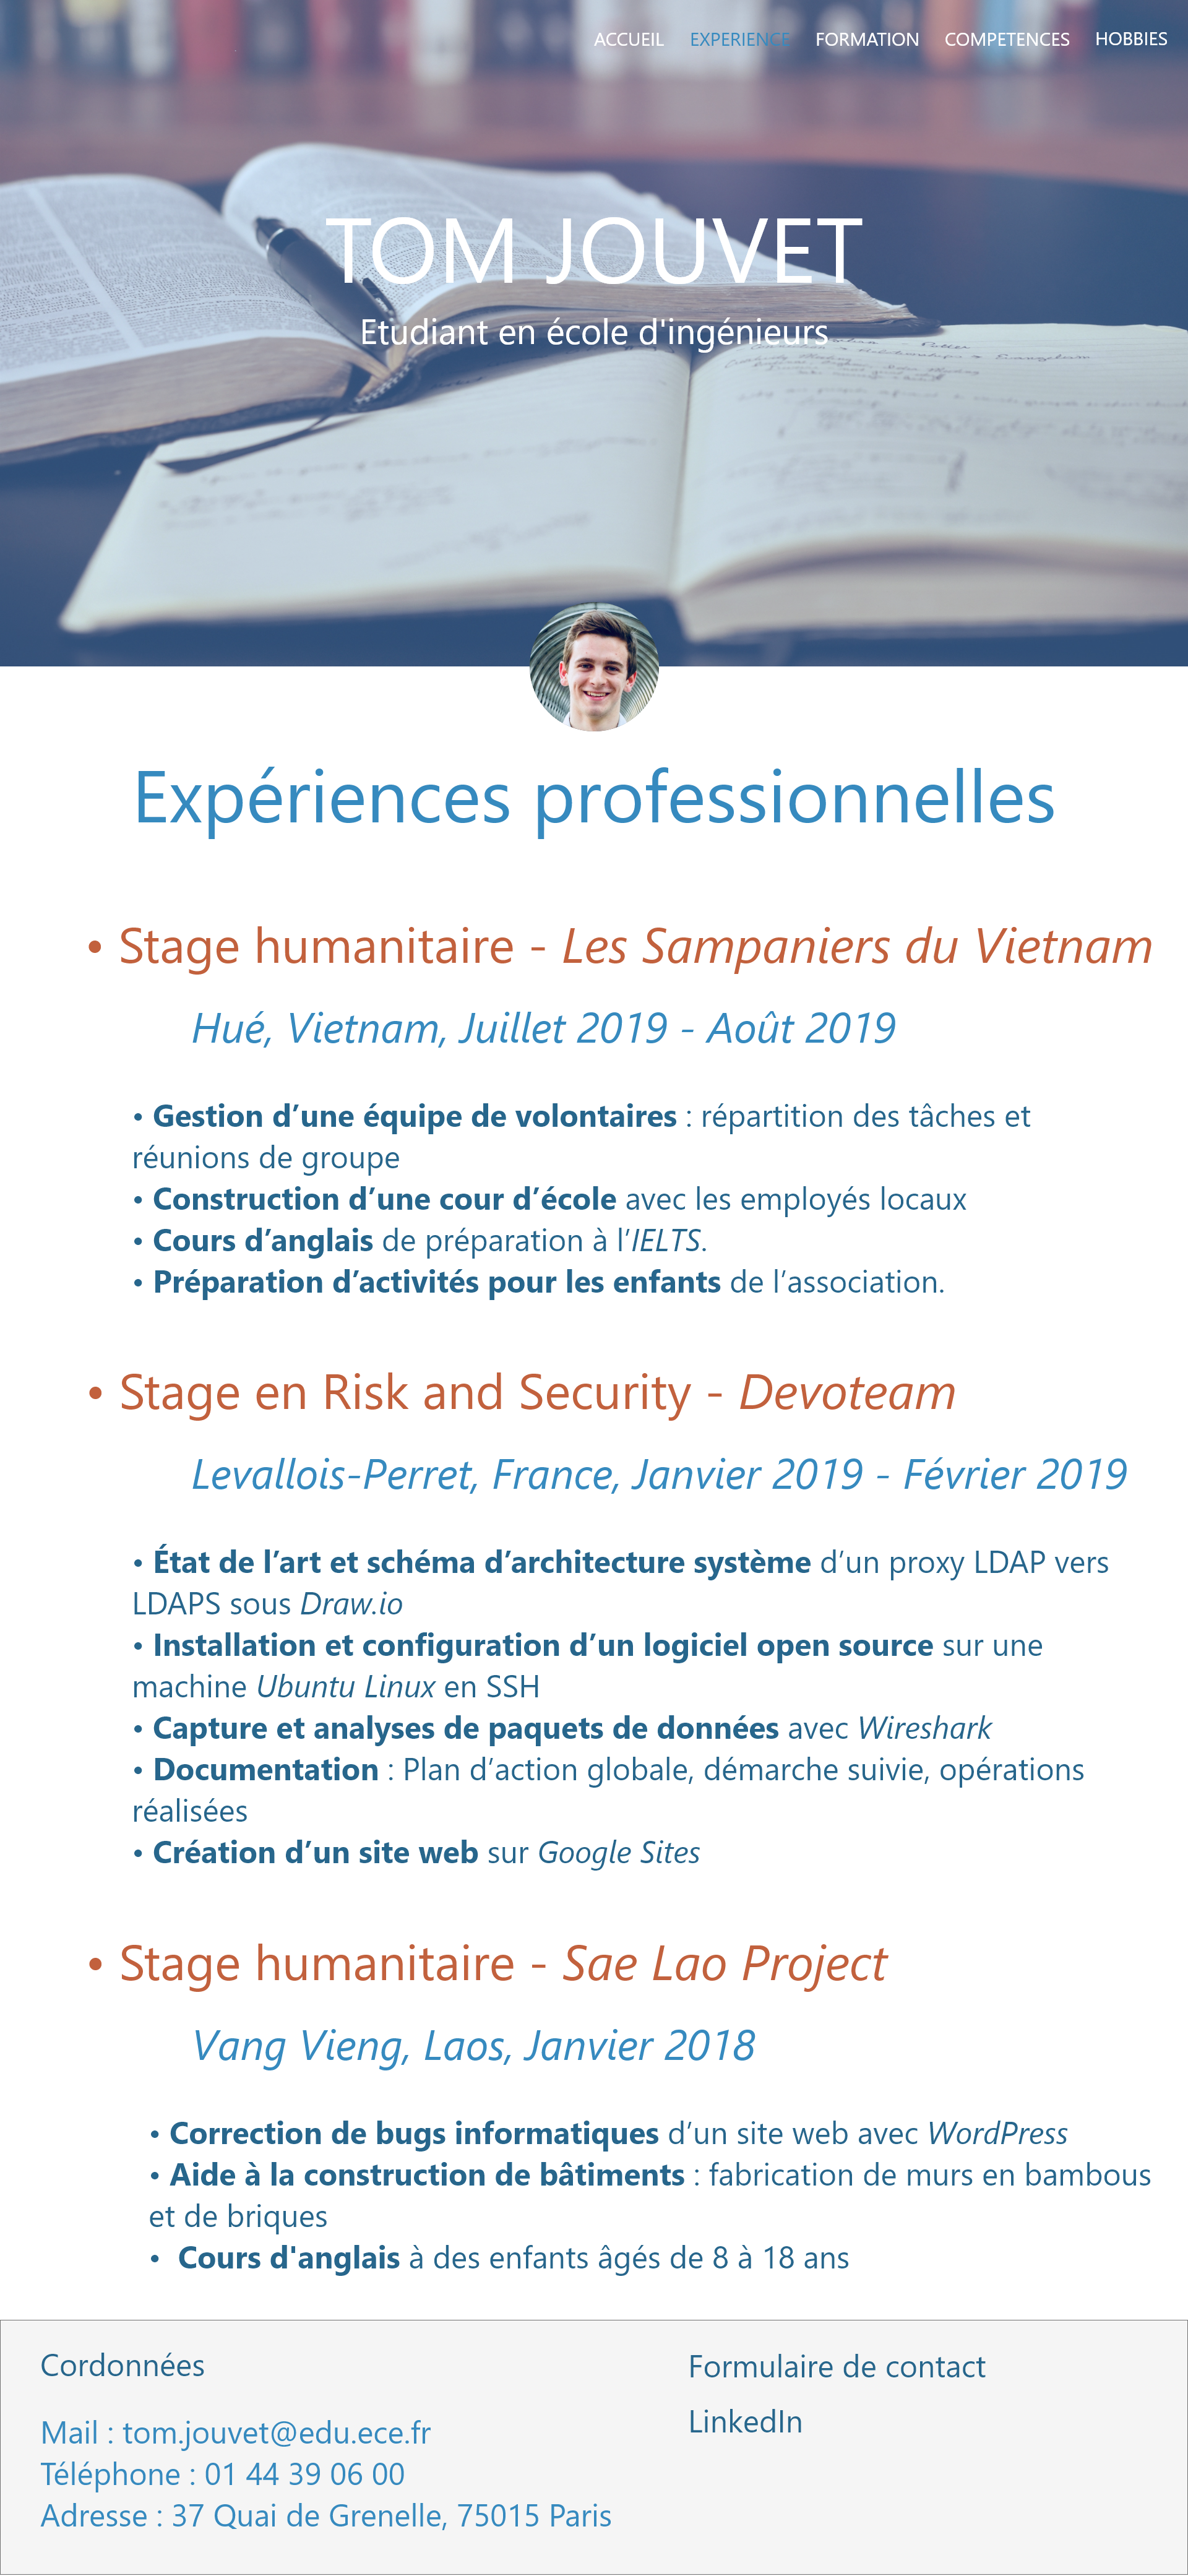 ACCUEIL EXPERIENCE FORMATION COMPETENCES HOBBIES
TOM JOUVET
Etudiant en école d'ingénieurs
Expériences professionnelles
• Stage humanitaire - Les Sampaniers du Vietnam
Hué, Vietnam, Juillet 2019 - Août 2019
• Gestion d’une équipe de volontaires : répartition des tâches et
réunions de groupe
• Construction d’une cour d’école avec les employés locaux
• Cours d’anglais de préparation à l’IELTS.
• Préparation d’activités pour les enfants de l’association.
• Stage en Risk and Security - Devoteam
Levallois-Perret, France, Janvier 2019 - Février 2019
• État de l’art et schéma d’architecture système d’un proxy LDAP vers
LDAPS sous Draw.io
• Installation et configuration d’un logiciel open source sur une
machine Ubuntu Linux en SSH
• Capture et analyses de paquets de données avec Wireshark
• Documentation : Plan d’action globale, démarche suivie, opérations
réalisées
• Création d’un site web sur Google Sites
• Stage humanitaire - Sae Lao Project
Vang Vieng, Laos, Janvier 2018
• Correction de bugs informatiques d’un site web avec WordPress
• Aide à la construction de bâtiments : fabrication de murs en bambous
et de briques
• Cours d'anglais à des enfants âgés de 8 à 18 ans
Cordonnées
Mail : tom.jouvet@edu.ece.fr
Téléphone : 01 44 39 06 00
Adresse : 37 Quai de Grenelle, 75015 Paris
Formulaire de contact
LinkedIn